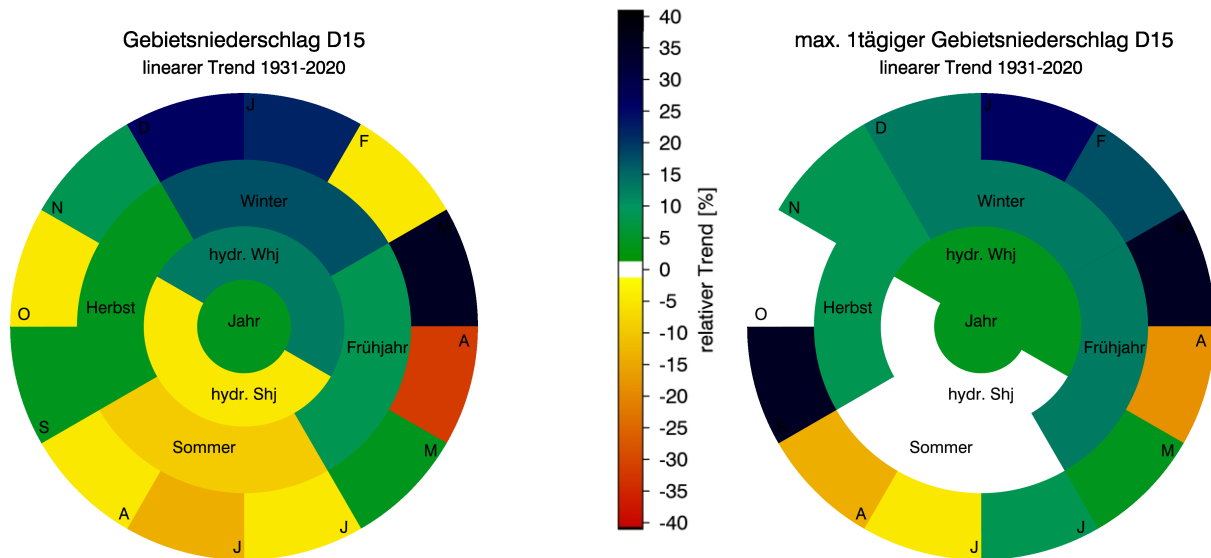 Gebietsniederschlag D15
linearer Trend 1931-2020
J
F
M
A
M
J
J
A
S
O
N
D
Winter
hydr. Whj
Herbst
Jahr
Frühjahr
hydr. Shj
Sommer
40
35
30
25
20
15
10
5
0
-5
-10
-15
-20
-25
-30
-35
-40
relativer Trend [%]
max. 1tägiger Gebietsniederschlag D15
linearer Trend 1931-2020
J
F
M
A
M
J
J
A
S
O
N
D
Winter
hydr. Whj
Herbst
Jahr
Frühjahr
hydr. Shj
Sommer